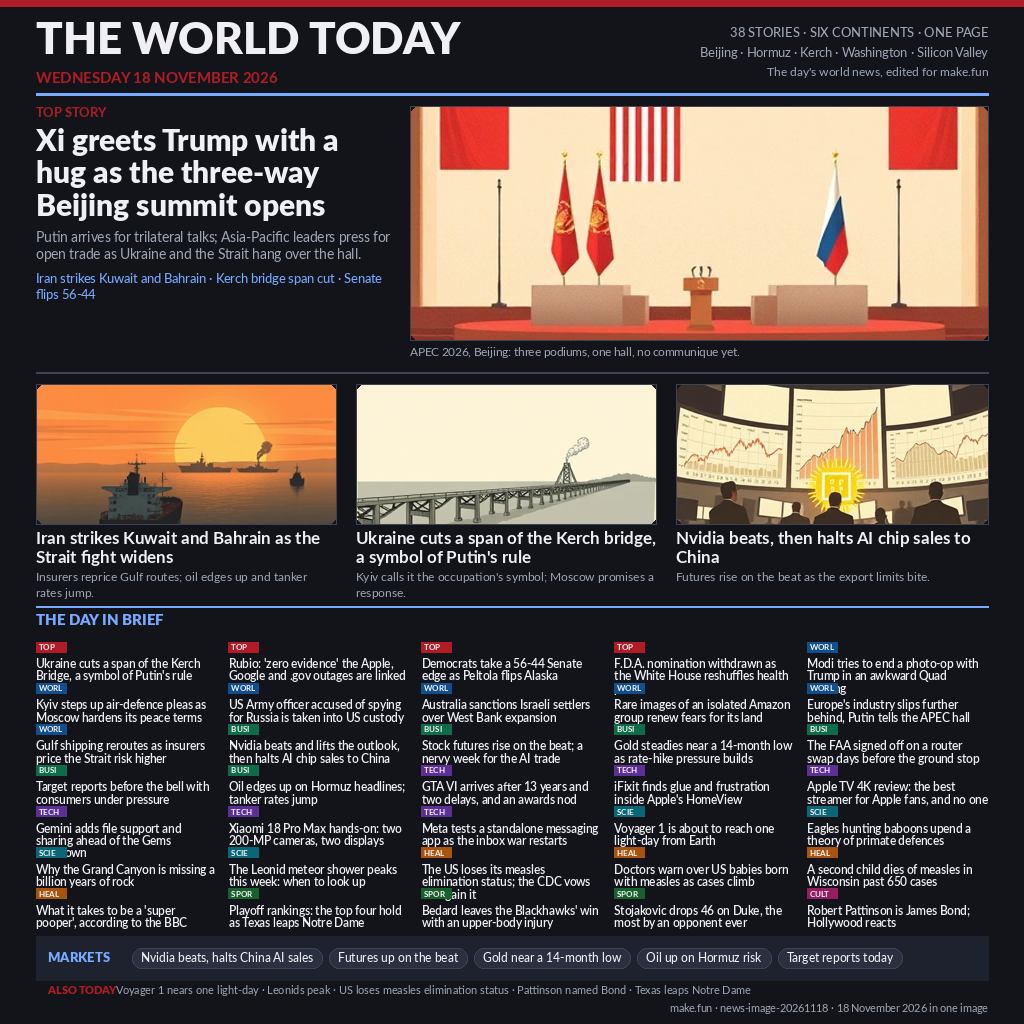 THE WORLD TODAY
WEDNESDAY 18 NOVEMBER 2026
38 STORIES · SIX CONTINENTS · ONE PAGE
Beijing · Hormuz · Kerch · Washington · Silicon Valley
The day's world news, edited for make.fun
TOP STORY
Xi greets Trump with a
hug as the three-way
Beijing summit opens
Putin arrives for trilateral talks; Asia-Pacific leaders press for
open trade as Ukraine and the Strait hang over the hall.
Iran strikes Kuwait and Bahrain · Kerch bridge span cut · Senate
flips 56-44
APEC 2026, Beijing: three podiums, one hall, no communique yet.
Iran strikes Kuwait and Bahrain as the
Strait fight widens
Insurers reprice Gulf routes; oil edges up and tanker
rates jump.
Ukraine cuts a span of the Kerch bridge,
a symbol of Putin's rule
Kyiv calls it the occupation's symbol; Moscow promises a
response.
Nvidia beats, then halts AI chip sales to
China
Futures rise on the beat as the export limits bite.
THE DAY IN BRIEF
TOP
Ukraine cuts a span of the Kerch
Bridge, a symbol of Putin's rule
TOP
Rubio: 'zero evidence' the Apple,
Google and .gov outages are linked
TOP
Democrats take a 56-44 Senate
edge as Peltola flips Alaska
TOP
F.D.A. nomination withdrawn as
the White House reshuffles health
WORL
Modi tries to end a photo-op with
Trump in an awkward Quad
WORL
Kyiv steps up air-defence pleas as
Moscow hardens its peace terms
WORL
US Army officer accused of spying
for Russia is taken into US custody
WORL
Australia sanctions Israeli settlers
over West Bank expansion
WORL
Rare images of an isolated Amazon
group renew fears for its land
WORL
Europe's industry slips further
behind, Putin tells the APEC hall
WORL
Gulf shipping reroutes as insurers
price the Strait risk higher
BUSI
Nvidia beats and lifts the outlook,
then halts AI chip sales to China
BUSI
Stock futures rise on the beat; a
nervy week for the AI trade
BUSI
Gold steadies near a 14-month low
as rate-hike pressure builds
BUSI
The FAA signed off on a router
swap days before the ground stop
BUSI
Target reports before the bell with
consumers under pressure
BUSI
Oil edges up on Hormuz headlines;
tanker rates jump
TECH
GTA VI arrives after 13 years and
two delays, and an awards nod
TECH
iFixit finds glue and frustration
inside Apple's HomeView
TECH
Apple TV 4K review: the best
streamer for Apple fans, and no one
TECH
Gemini adds file support and
sharing ahead of the Gems
TECH
Xiaomi 18 Pro Max hands-on: two
200-MP cameras, two displays
TECH
Meta tests a standalone messaging
app as the inbox war restarts
SCIE
Voyager 1 is about to reach one
light-day from Earth
SCIE
Eagles hunting baboons upend a
theory of primate defences
SCIE
Why the Grand Canyon is missing a
billion years of rock
SCIE
The Leonid meteor shower peaks
this week: when to look up
HEAL
The US loses its measles
elimination status; the CDC vows
it
HEAL
Doctors warn over US babies born
with measles as cases climb
HEAL
A second child dies of measles in
Wisconsin past 650 cases
HEAL
What it takes to be a 'super
pooper', according to the BBC
SPOR
Playoff rankings: the top four hold
as Texas leaps Notre Dame
SPOR
Bedard leaves the Blackhawks' win
with an upper-body injury
SPOR
Stojakovic drops 46 on Duke, the
most by an opponent ever
CULT
Robert Pattinson is James Bond;
Hollywood reacts
MARKETS
Nvidia beats, halts China AI sales
Futures up on the beat
Gold near a 14-month low
Oil up on Hormuz risk
Target reports today
ALSO TODAY Voyager 1 nears one light-day · Leonids peak · US loses measles elimination status · Pattinson named Bond · Texas leaps Notre Dame
make.fun · news-image-20261118 · 18 November 2026 in one image